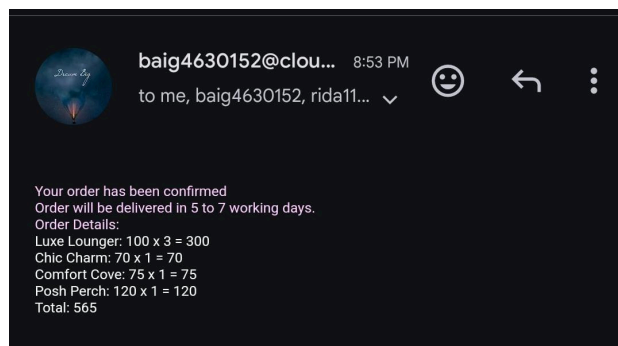 Dream Big
baig4630152@clou... 8:53 PM
to me, baig4630152, rida11...
Your order has been confirmed
Order will be delivered in 5 to 7 working days.
Order Details:
Luxe Lounger: 100 x 3 = 300
Chic Charm: 70 x 1 = 70
Comfort Cove: 75 x 1 = 75
Posh Perch: 120 x 1 = 120
Total: 565